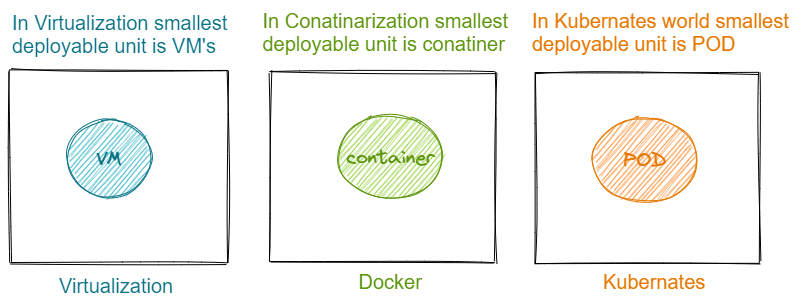 In Virtualization smallest
deployable unit is VM's
In Conatinarization smallest
deployable unit is conatiner
In Kubernates world smallest
deployable unit is POD
VM
container
POD
Virtualization
Docker
Kubernates